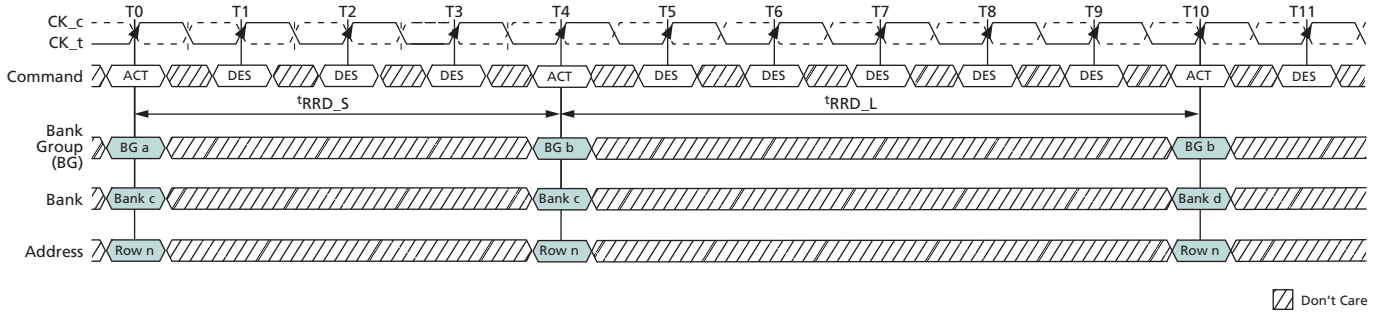 T0 T1 T2 T3 T4 T5 T6 T7 T8 T9 T10 T11
CK_c
CK_t
Command ACT DES DES DES ACT DES DES DES DES DES ACT DES
tRRD_S tRRD_L
Bank
Group
(BG)
BG a BG b BG b
Bank Bank c Bank c Bank d
Address Row n Row n Row n
Don't Care